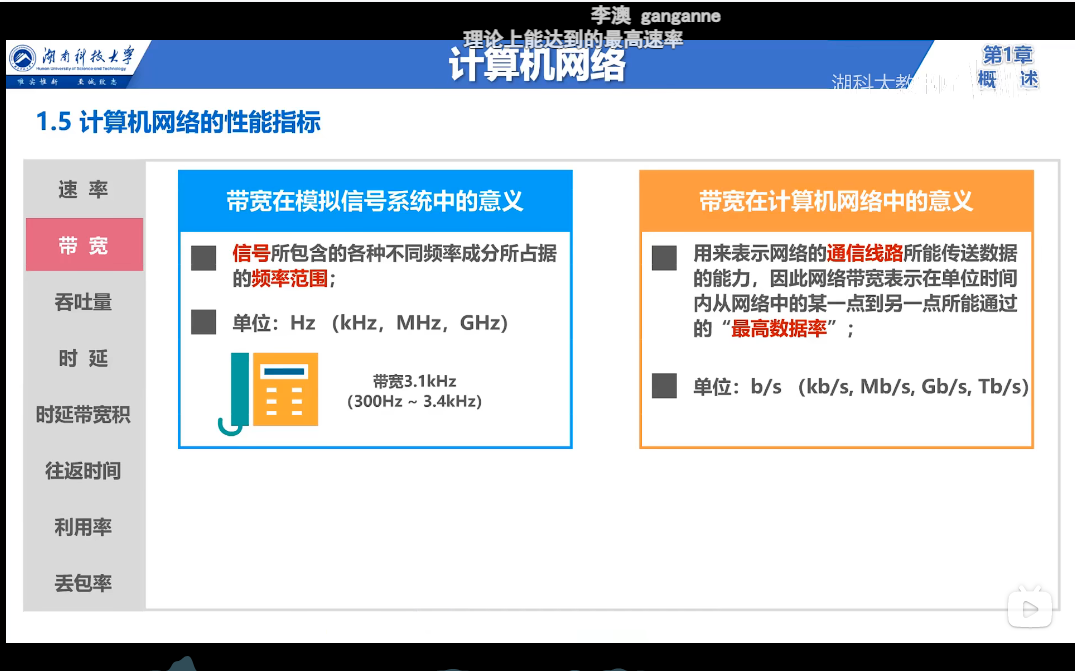 李澳 ganganne
理论上能达到的最高速率
湖南科技大学
Hunan University of Science and Technology
唯实惟新 至诚致志
计算机网络
第1章
概 述
湖科大教
1.5 计算机网络的性能指标
速 率
带 宽
吞吐量
时 延
时延带宽积
往返时间
利用率
丢包率
带宽在模拟信号系统中的意义
信号所包含的各种不同频率成分所占据
的频率范围；
单位：Hz （kHz，MHz，GHz)
带宽3.1kHz
(300Hz ~ 3.4kHz)
带宽在计算机网络中的意义
用来表示网络的通信线路所能传送数据
的能力，因此网络带宽表示在单位时间
内从网络中的某一点到另一点所能通过
的“最高数据率”；
单位：b/s （kb/s, Mb/s, Gb/s, Tb/s)